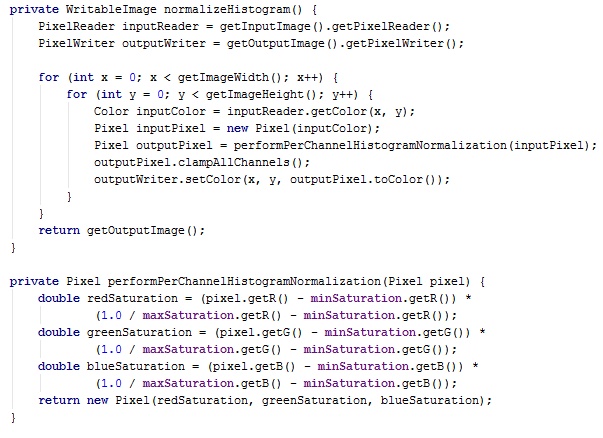 private WritableImage normalizeHistogram() {
    PixelReader inputReader = getInputImage().getPixelReader();
    PixelWriter outputWriter = getOutputImage().getPixelWriter();

    for (int x = 0; x < getImageWidth(); x++) {
        for (int y = 0; y < getImageHeight(); y++) {
            Color inputColor = inputReader.getColor(x, y);
            Pixel inputPixel = new Pixel(inputColor);
            Pixel outputPixel = performPerChannelHistogramNormalization(inputPixel);
            outputPixel.clampAllChannels();
            outputWriter.setColor(x, y, outputPixel.toColor());
        }
    }
    return getOutputImage();
}

private Pixel performPerChannelHistogramNormalization(Pixel pixel) {
    double redSaturation = (pixel.getR() - minSaturation.getR()) *
            (1.0 / maxSaturation.getR() - minSaturation.getR());
    double greenSaturation = (pixel.getG() - minSaturation.getG()) *
            (1.0 / maxSaturation.getG() - minSaturation.getG());
    double blueSaturation = (pixel.getB() - minSaturation.getB()) *
            (1.0 / maxSaturation.getB() - minSaturation.getB());
    return new Pixel(redSaturation, greenSaturation, blueSaturation);
}